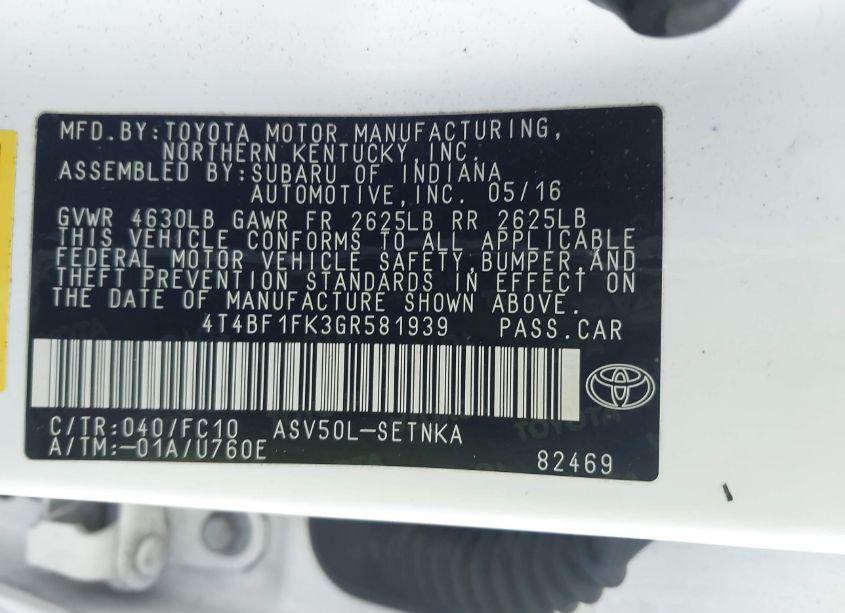 MFD.BY:TOYOTA MOTOR MANUFACTURING,
NORTHERN KENTUCKY,INC.
ASSEMBLED BY:SUBARU OF INDIANA
AUTOMOTIVE,INC. 05/16
GVWR 4630LB GAWR FR 2625LB RR 2625LB
THIS VEHICLE CONFORMS TO ALL APPLICABLE
FEDERAL MOTOR VEHICLE SAFETY,BUMPER,AND
THEFT PREVENTION STANDARDS IN EFFECT ON
THE DATE OF MANUFACTURE SHOWN ABOVE.
4T4BF1FK3GR581939 PASS.CAR
C/TR:040/FC10 ASV50L-SETNKA
A/TM:-01A/U760E
82469